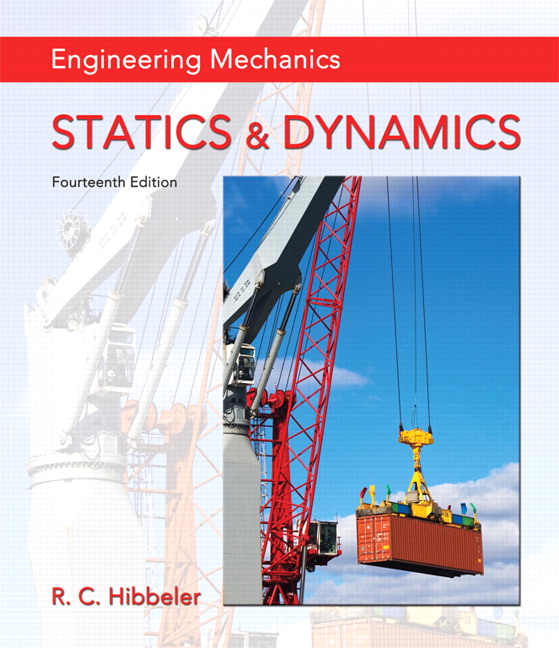 Engineering Mechanics
STATICS & DYNAMICS
Fourteenth Edition
R. C. Hibbeler